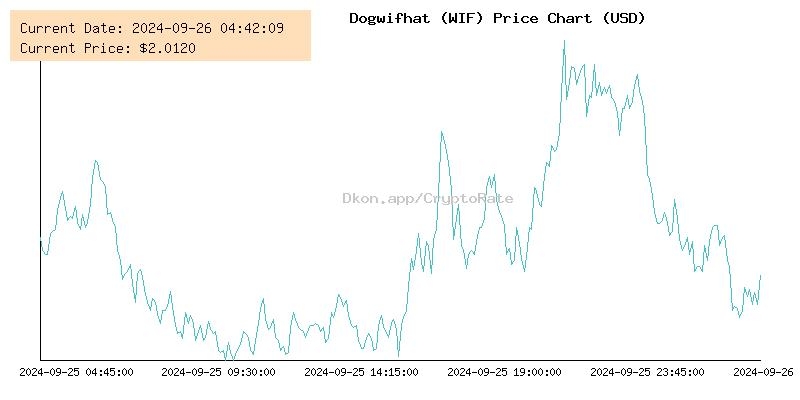 Dogwifhat (WIF) Price Chart (USD)
Current Date: 2024-09-26 04:42:09
Current Price: $2.0120
Dkon.app/CryptoRate
2024-09-25 04:45:00
2024-09-25 09:30:00
2024-09-25 14:15:00
2024-09-25 19:00:00
2024-09-25 23:45:00
2024-09-26